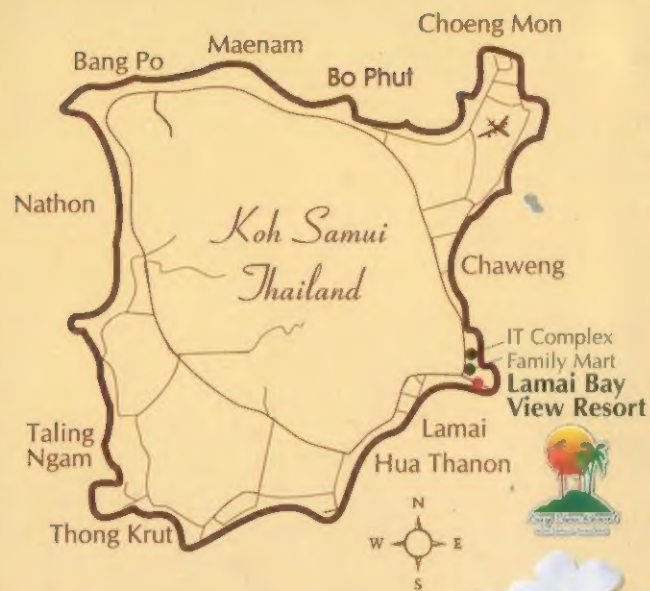 Choeng Mon
Maenam
Bang Po
Bo Phut
Nathon
Koh Samui
Thailand
Chaweng
IT Complex
Family Mart
Lamai Bay
View Resort
Taling
Ngam
Lamai
Hua Thanon
Thong Krut
N
W E
S